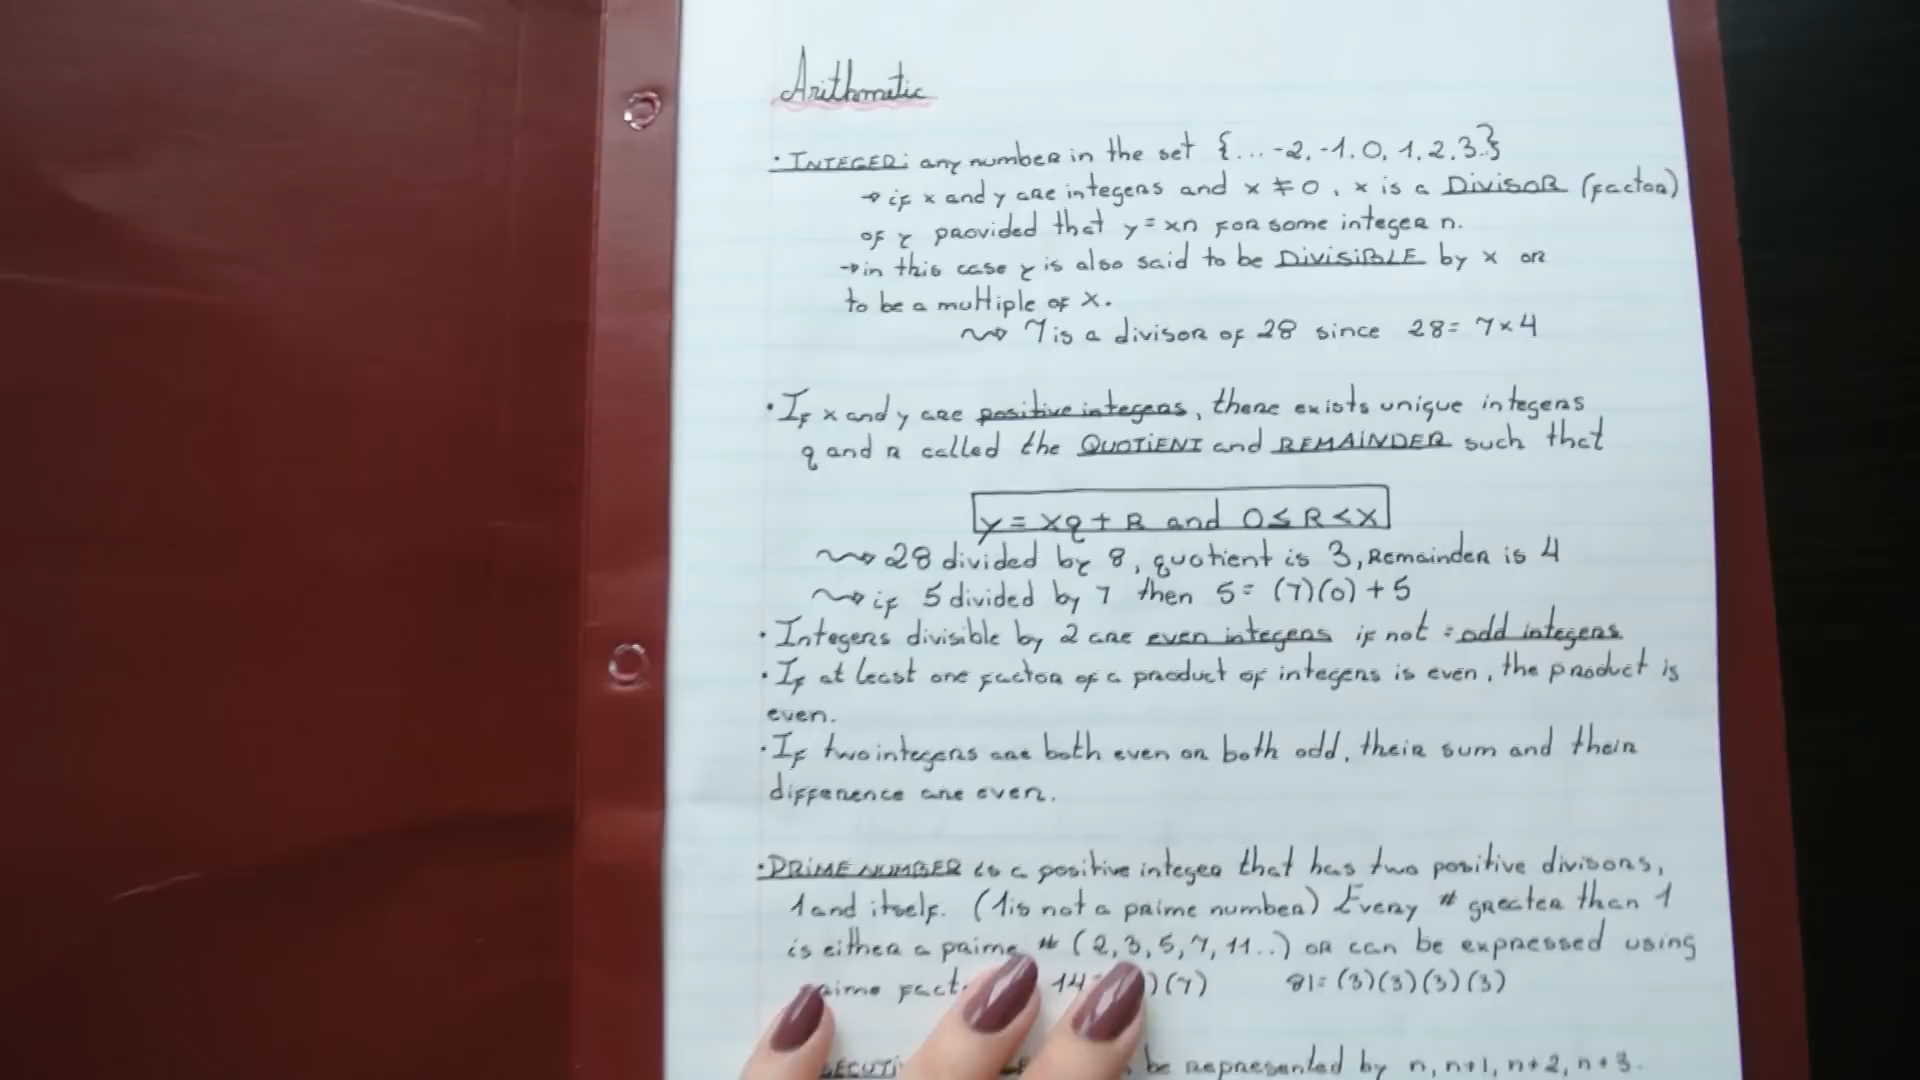 Arithmetic
• INTEGER: any number in the set {...-2, -1, 0, 1, 2, 3..}
→ if x and y are integers and x ≠ 0, x is a DIVISOR (factor)
of y provided that y = xn for some integer n.
→ in this case y is also said to be DIVISIBLE by x or
to be a multiple of x.
⇝ 7 is a divisor of 28 since 28 = 7×4
• If x and y are positive integers, there exists unique integers
q and r called the QUOTIENT and REMAINDER such that
y = xq + R and 0 ≤ R < X
⇝ 28 divided by 8, quotient is 3, remainder is 4
⇝ if 5 divided by 7 then 5 = (7)(0) + 5
• Integers divisible by 2 are even integers if not = odd integers
• If at least one factor of a product of integers is even, the product is
even.
• If two integers are both even or both odd, their sum and their
difference are even.
• PRIME NUMBER is a positive integer that has two positive divisors,
1 and itself. (1 is not a prime number) Every # greater than 1
is either a prime # (2, 3, 5, 7, 11..) or can be expressed using
14 )(7) 81 = (3)(3)(3)(3)
be represented by n, n+1, n+2, n+3.